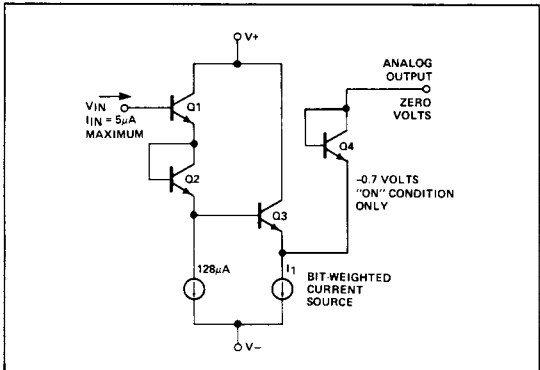 V+
ANALOG
OUTPUT
VIN
IIN = 5μA
MAXIMUM
Q1
ZERO
VOLTS
Q4
Q2
-0.7 VOLTS
"ON" CONDITION
ONLY
Q3
128μA
I1
BIT-WEIGHTED
CURRENT
SOURCE
V-